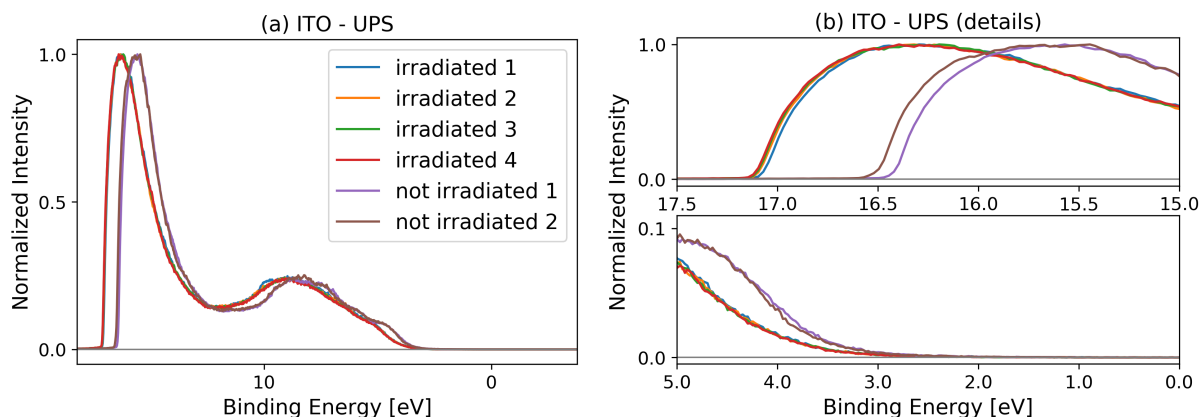 (a) ITO - UPS
1.0
0.5
0.0
Normalized Intensity
irradiated 1
irradiated 2
irradiated 3
irradiated 4
not irradiated 1
not irradiated 2
10
0
Binding Energy [eV]
(b) ITO - UPS (details)
1.0
0.0
17.5
17.0
16.5
16.0
15.5
15.0
Normalized Intensity
0.1
0.0
5.0
4.0
3.0
2.0
1.0
0.0
Binding Energy [eV]